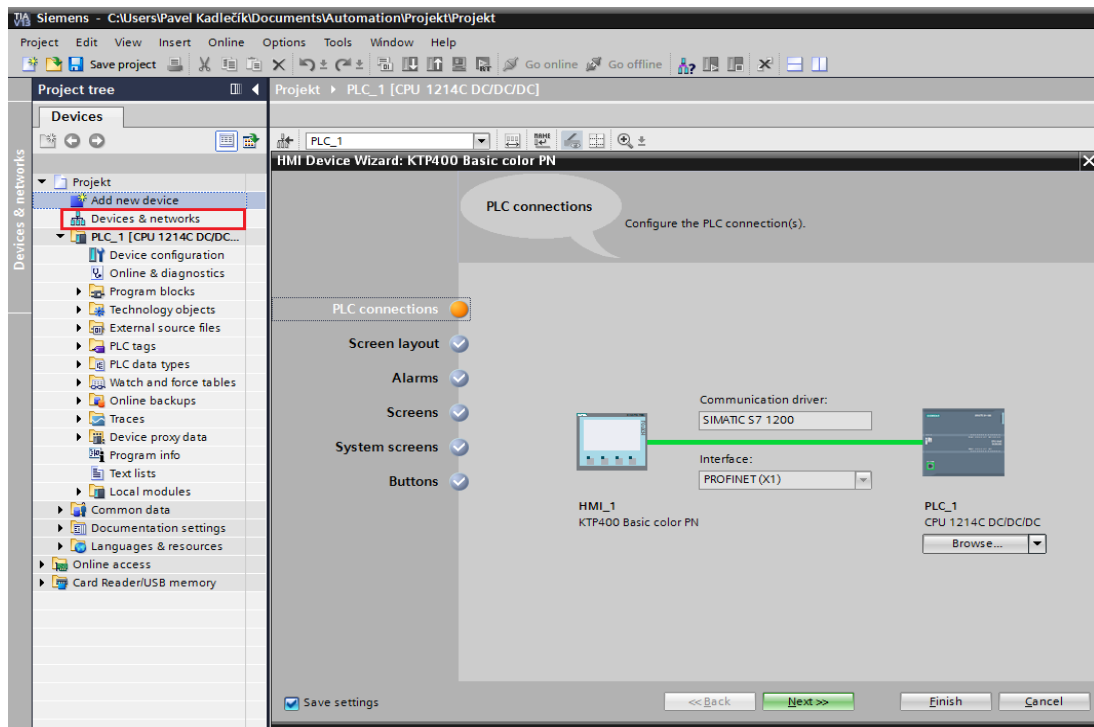 Siemens - C:\Users\Pavel Kadlečík\Documents\Automation\Projekt\Projekt
Project Edit View Insert Online Options Tools Window Help
Save project Go online Go offline
Project tree
Projekt PLC_1 [CPU 1214C DC/DC/DC]
Devices
PLC_1
Devices & networks
HMI Device Wizard: KTP400 Basic color PN
Projekt
Add new device
Devices & networks
PLC_1 [CPU 1214C DC/DC...
Device configuration
Online & diagnostics
Program blocks
Technology objects
External source files
PLC tags
PLC data types
Watch and force tables
Online backups
Traces
Device proxy data
Program info
Text lists
Local modules
Common data
Documentation settings
Languages & resources
Online access
Card Reader/USB memory
PLC connections
Configure the PLC connection(s).
PLC connections
Screen layout
Alarms
Screens
System screens
Buttons
Communication driver:
SIMATIC S7 1200
Interface:
PROFINET (X1)
HMI_1
KTP400 Basic color PN
PLC_1
CPU 1214C DC/DC/DC
Browse...
Save settings
<< Back
Next >>
Finish
Cancel